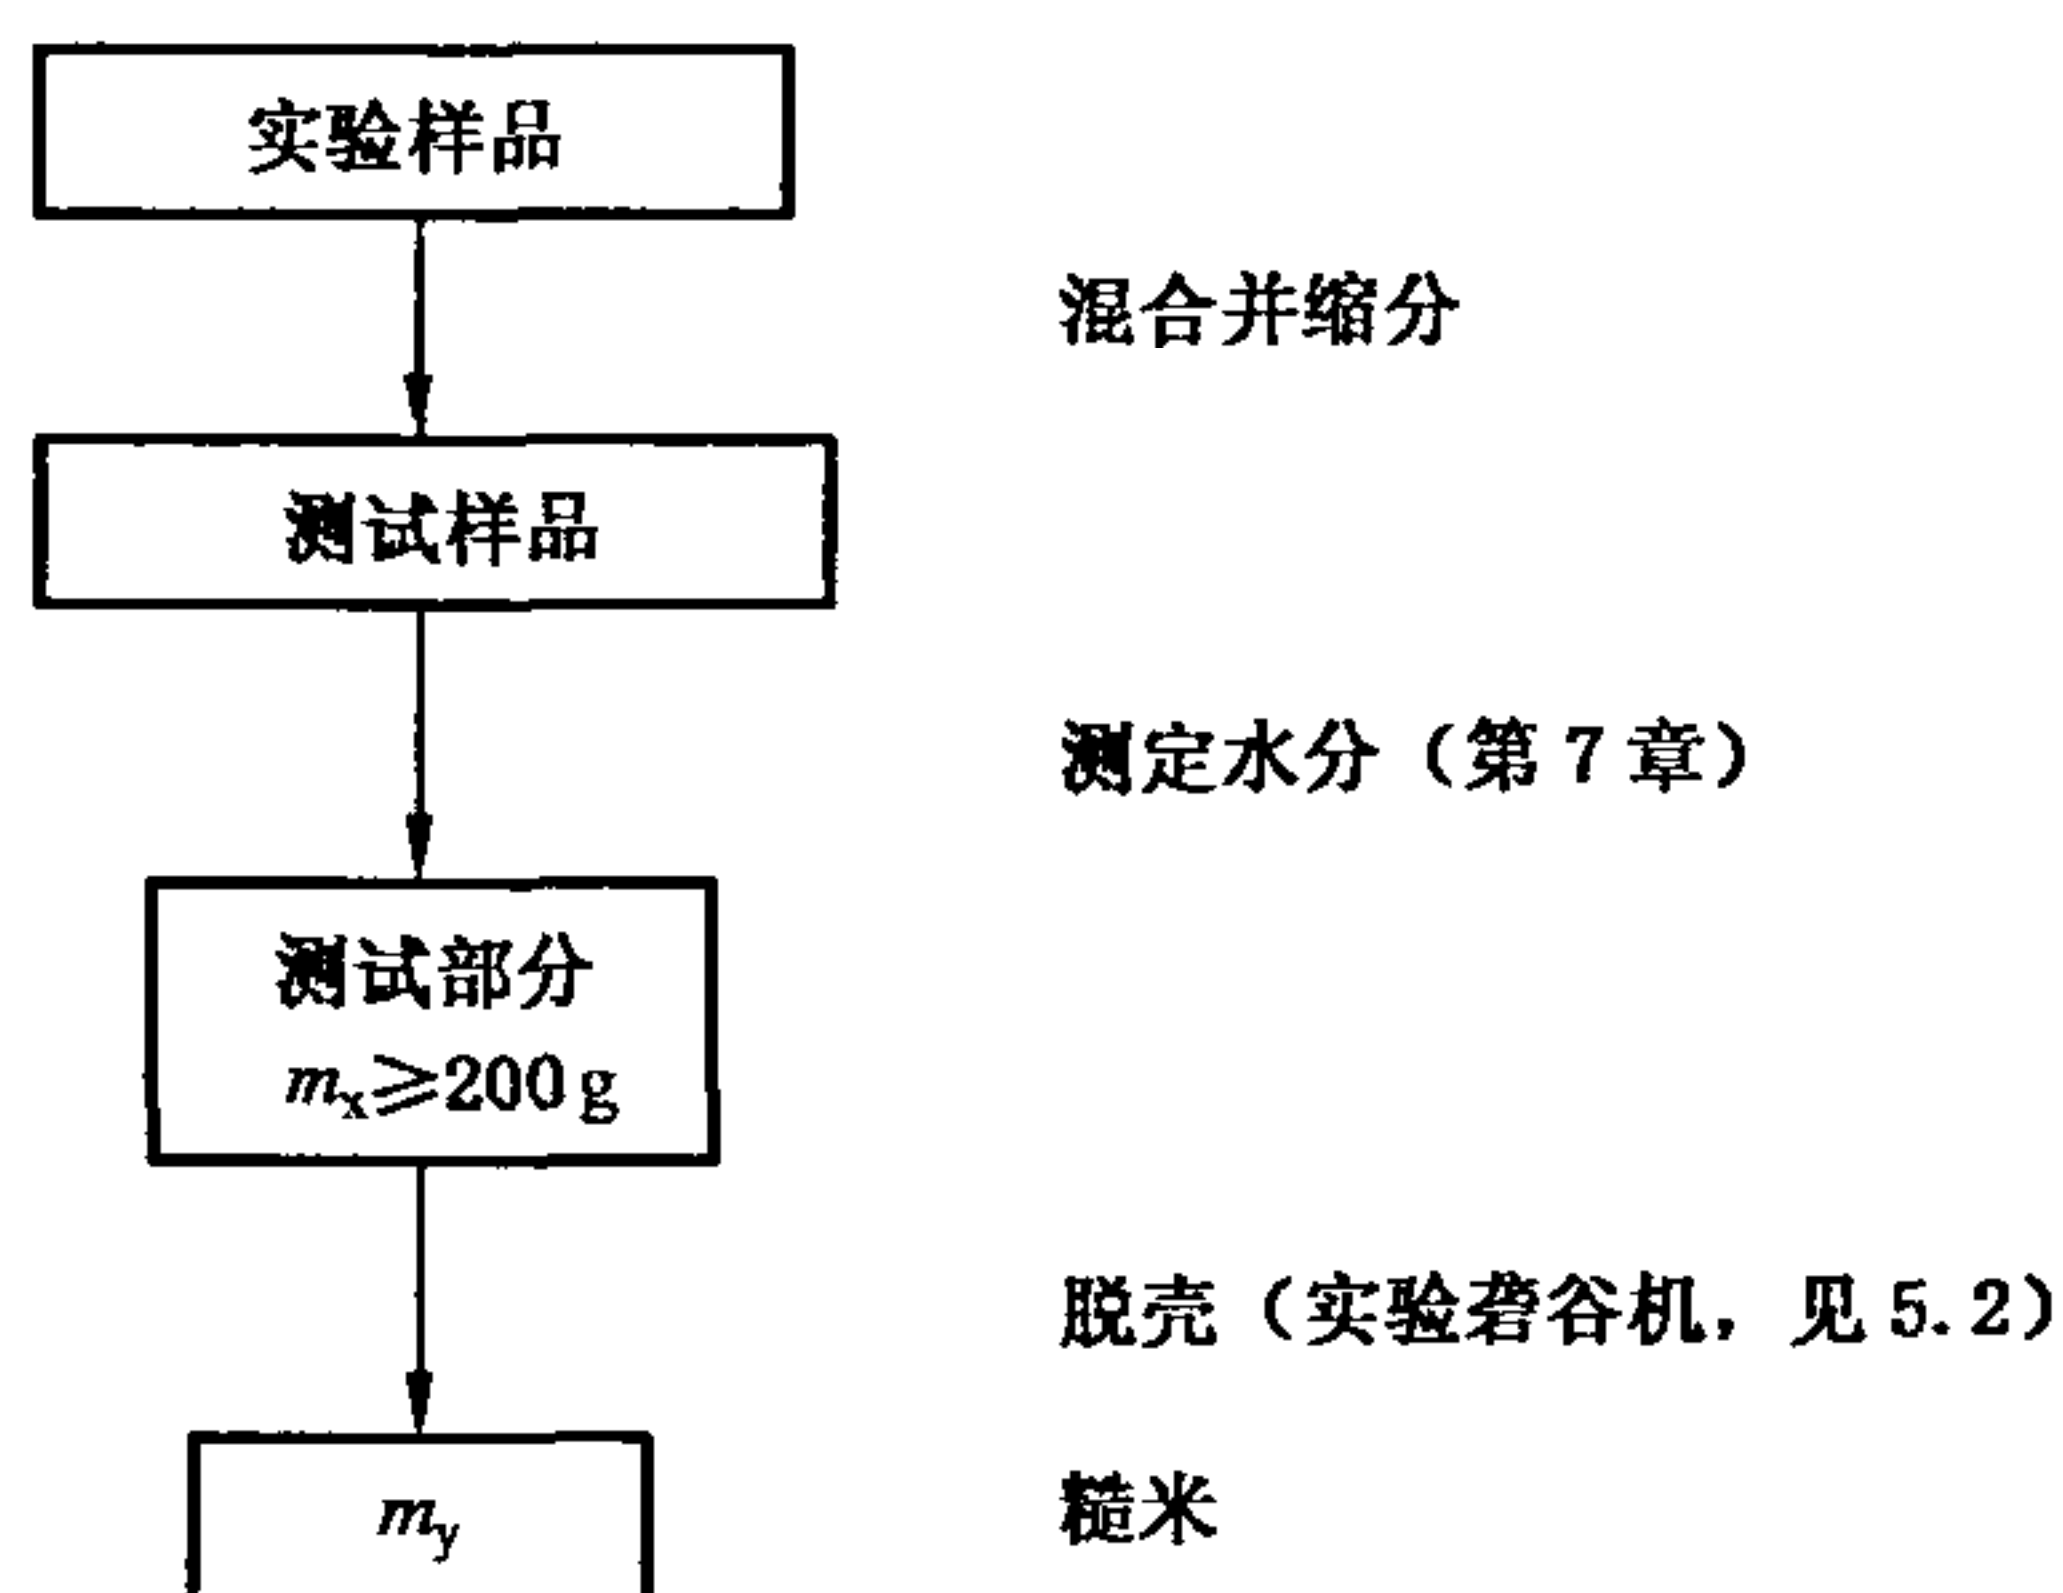 实验样品
混合并缩分
测试样品
测定水分（第7章）
测试部分
mx≥200g
脱壳（实验砻谷机，见5.2）
my
糙米